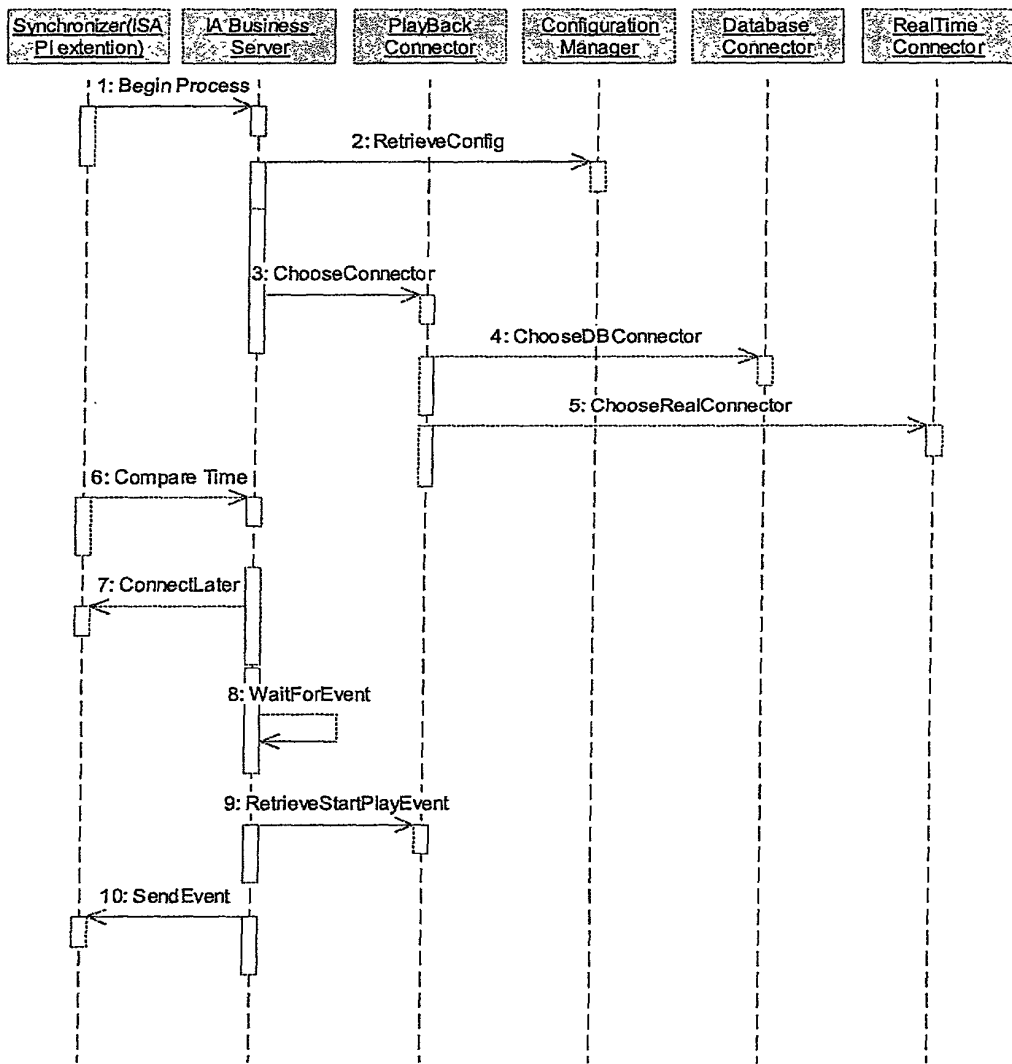 Synchronizer(ISA
PI extention)
IA Business
Server
PlayBack
Connector
Configuration
Manager
Database
Connector
RealTime
Connector
1: Begin Process
2: RetrieveConfig
3: ChooseConnector
4: ChooseDBConnector
5: ChooseRealConnector
6: Compare Time
7: ConnectLater
8: WaitForEvent
9: RetrieveStartPlayEvent
10: SendEvent